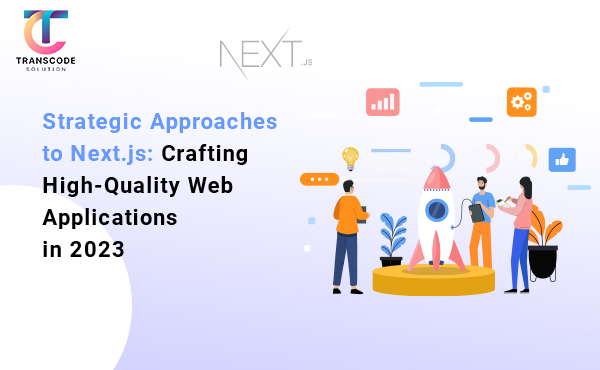 TRANSCODE
SOLUTION
NEXT.JS
Strategic Approaches
to Next.js: Crafting
High-Quality Web
Applications
in 2023